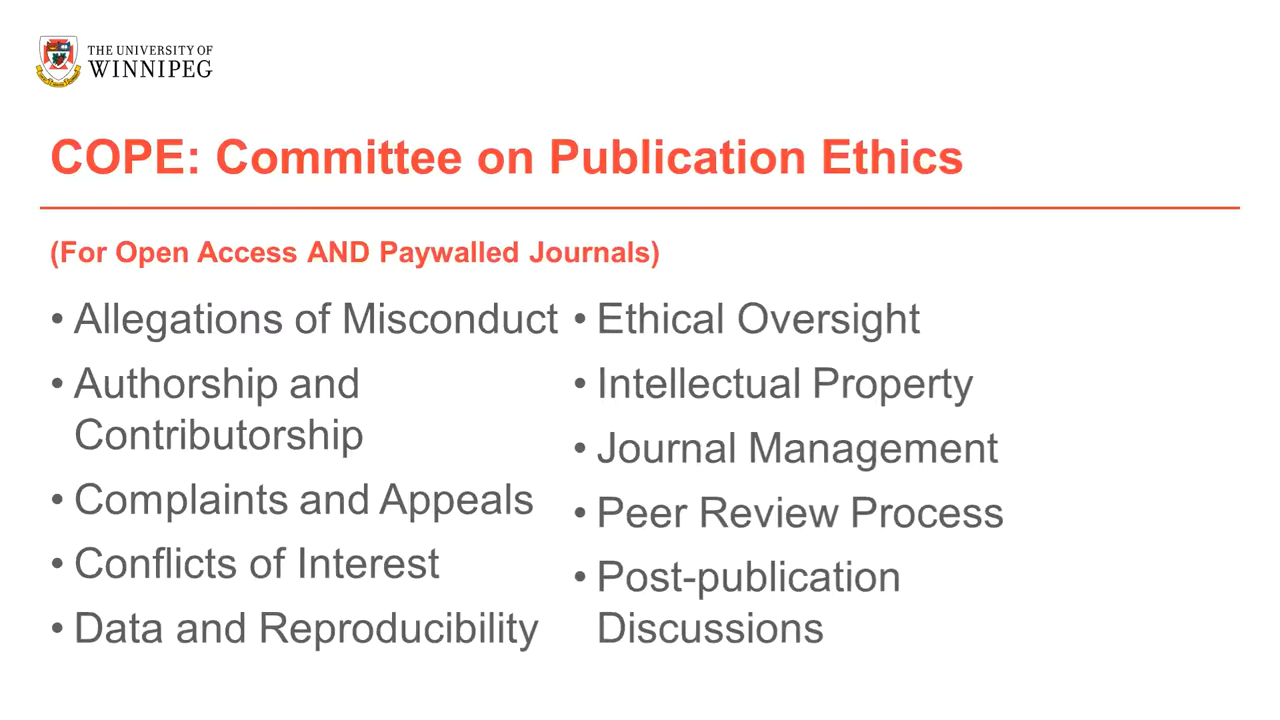 THE UNIVERSITY OF
WINNIPEG
COPE: Committee on Publication Ethics
(For Open Access AND Paywalled Journals)
• Allegations of Misconduct
• Authorship and
Contributorship
• Complaints and Appeals
• Conflicts of Interest
• Data and Reproducibility
• Ethical Oversight
• Intellectual Property
• Journal Management
• Peer Review Process
• Post-publication
Discussions